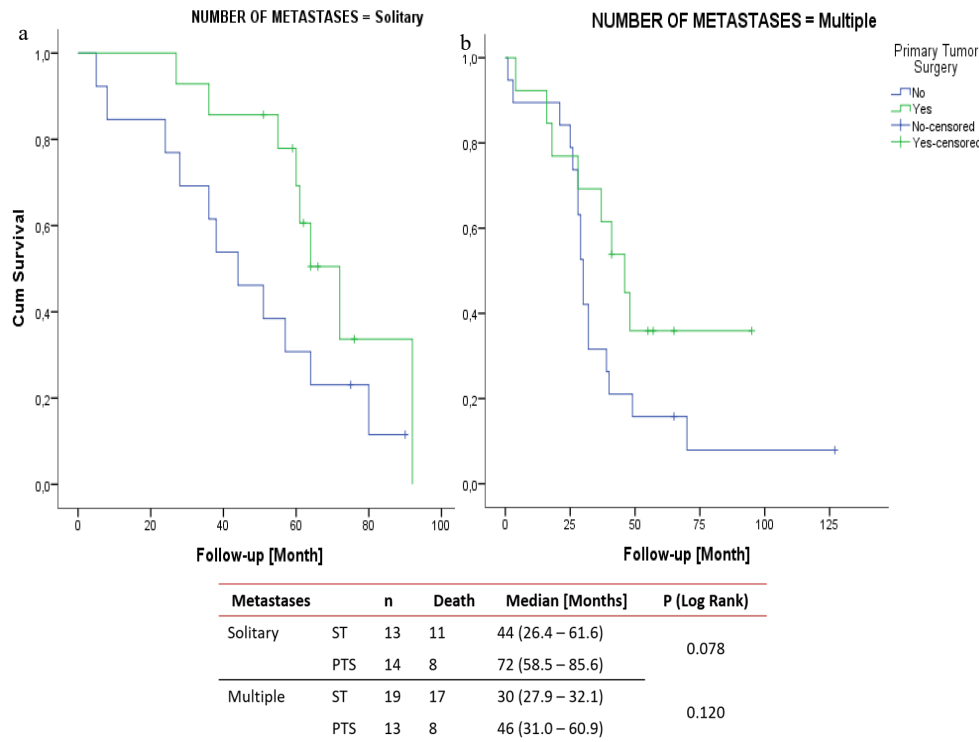 NUMBER OF METASTASES = Solitary
a
Cum Survival
1,0
0,8
0,6
0,4
0,2
0,0
0 20 40 60 80 100
Follow-up [Month]
NUMBER OF METASTASES = Multiple
b
1,0
0,8
0,6
0,4
0,2
0,0
0 25 50 75 100 125
Follow-up [Month]
Primary Tumor
Surgery
No
Yes
No-censored
Yes-censored
Metastases n Death Median [Months] P (Log Rank)
Solitary ST 13 11 44 (26.4 – 61.6) 0.078
PTS 14 8 72 (58.5 – 85.6)
Multiple ST 19 17 30 (27.9 – 32.1) 0.120
PTS 13 8 46 (31.0 – 60.9)